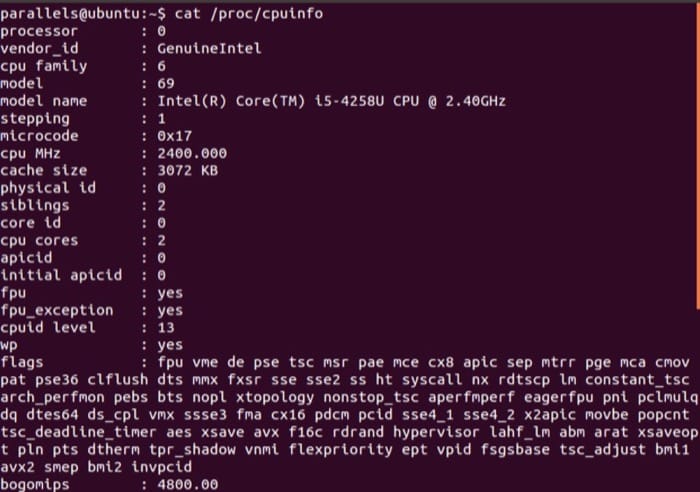 parallels@ubuntu:~$ cat /proc/cpuinfo
processor : 0
vendor_id : GenuineIntel
cpu family : 6
model : 69
model name : Intel(R) Core(TM) i5-4258U CPU @ 2.40GHz
stepping : 1
microcode : 0x17
cpu MHz : 2400.000
cache size : 3072 KB
physical id : 0
siblings : 2
core id : 0
cpu cores : 2
apicid : 0
initial apicid : 0
fpu : yes
fpu_exception : yes
cpuid level : 13
wp : yes
flags : fpu vme de pse tsc msr pae mce cx8 apic sep mtrr pge mca cmov
pat pse36 clflush dts mmx fxsr sse sse2 ss ht syscall nx rdtscp lm constant_tsc
arch_perfmon pebs bts nopl xtopology nonstop_tsc aperfmperf eagerfpu pni pclmulq
dq dtes64 ds_cpl vmx ssse3 fma cx16 pdcm pcid sse4_1 sse4_2 x2apic movbe popcnt
tsc_deadline_timer aes xsave avx f16c rdrand hypervisor lahf_lm abm arat xsaveop
t pln pts dtherm tpr_shadow vnmi flexpriority ept vpid fsgsbase tsc_adjust bmi1
avx2 smep bmi2 invpcid
bogomips : 4800.00